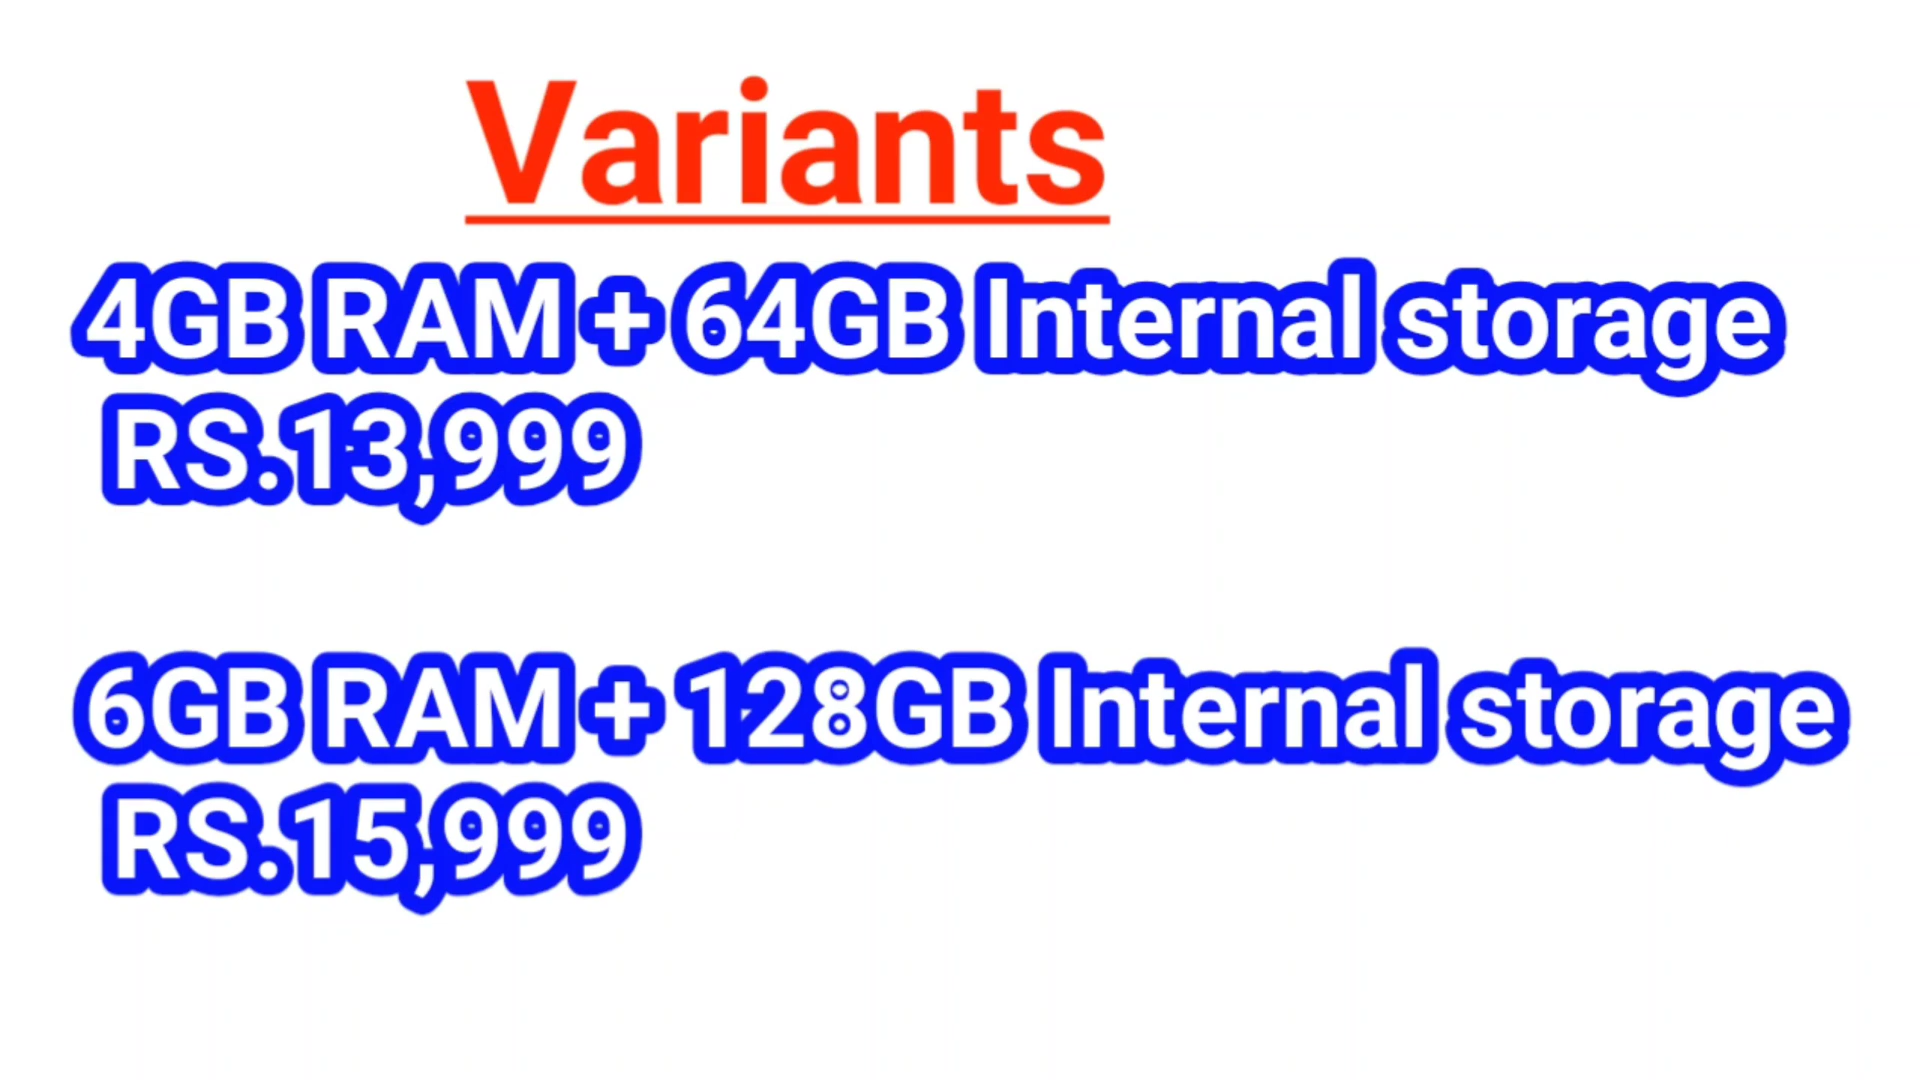 Variants
4GB RAM + 64GB Internal storage
RS.13,999
6GB RAM + 128GB Internal storage
RS.15,999